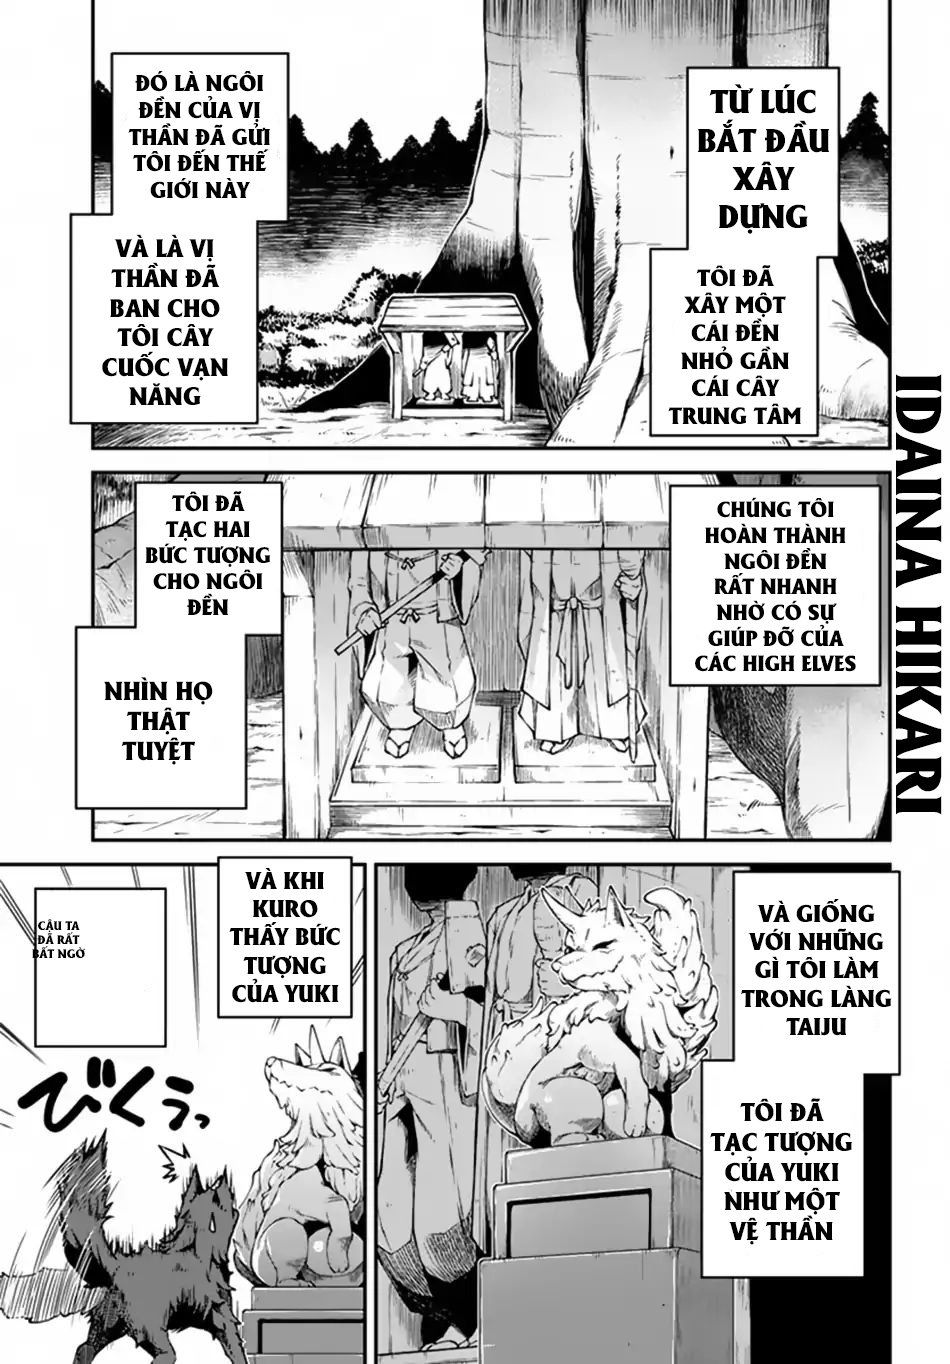 TỪ LÚC
BẮT ĐẦU
XÂY
DỰNG
TÔI ĐÃ
XÂY MỘT
CÁI ĐỀN
NHỎ GẦN
CÁI CÂY
TRUNG TÂM
ĐÓ LÀ NGÔI
ĐỀN CỦA VỊ
THẦN ĐÃ GỬI
TÔI ĐẾN THẾ
GIỚI NÀY
VÀ LÀ VỊ
THẦN ĐÃ
BAN CHO
TÔI CÂY
CUỐC VẠN
NĂNG
IDAINA HIKARI
CHÚNG TÔI
HOÀN THÀNH
NGÔI ĐỀN
RẤT NHANH
NHỜ CÓ SỰ
GIÚP ĐỠ CỦA
CÁC HIGH ELVES
TÔI ĐÃ
TẠC HAI
BỨC TƯỢNG
CHO NGÔI
ĐỀN
NHÌN HỌ
THẬT
TUYỆT
VÀ GIỐNG
VỚI NHỮNG
GÌ TÔI LÀM
TRONG LÀNG
TAIJU
TÔI ĐÃ
TẠC TƯỢNG
CỦA YUKI
NHƯ MỘT
VỆ THẦN
VÀ KHI
KURO
THẤY BỨC
TƯỢNG
CỦA YUKI
CẬU TA
ĐÃ RẤT
BẤT NGỜ
びくぅっ